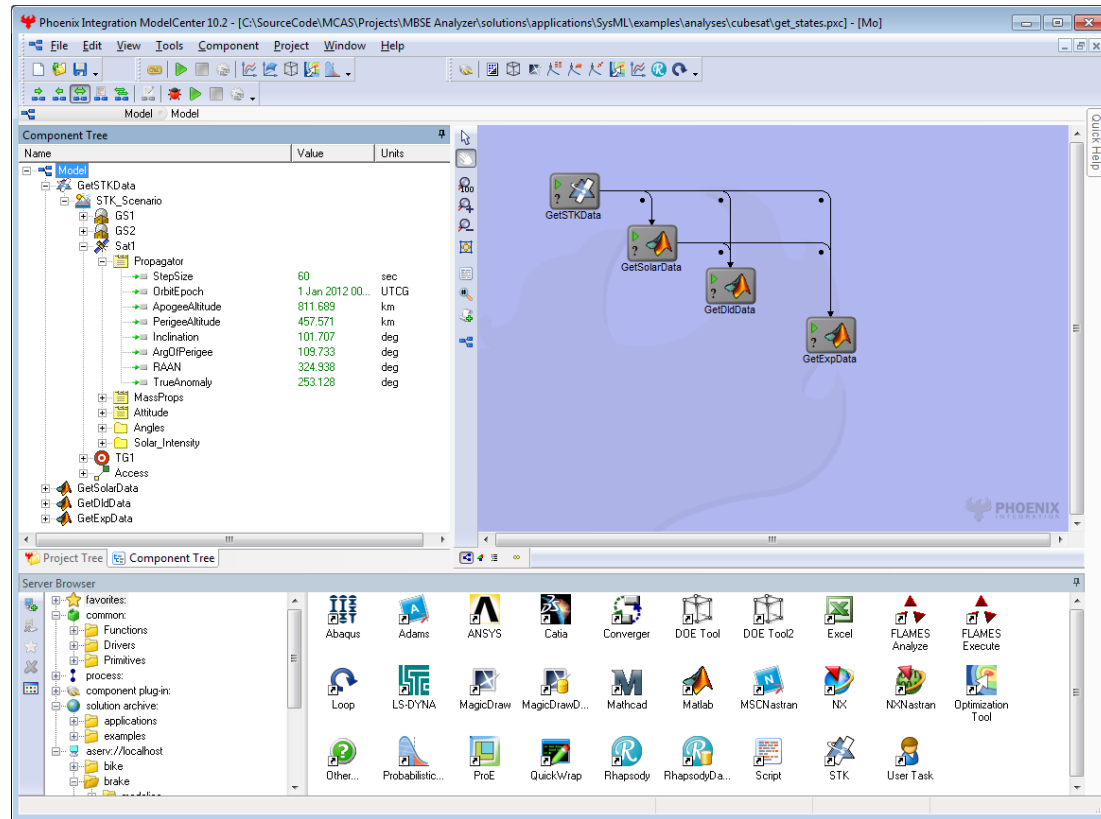 Phoenix Integration ModelCenter 10.2 - [C:\SourceCode\MCAS\Projects\MBSE Analyzer\solutions\applications\SysML\examples\analyses\cubesat\get_states.pxc] - [Mo]
File Edit View Tools Component Project Window Help
Model Model
Quick Help
Component Tree
Name Value Units
Model
GetSTKData
STK_Scenario
GS1
GS2
Sat1
Propagator
StepSize 60 sec
OrbitEpoch 1 Jan 2012 00... UTCG
ApogeeAltitude 811.689 km
PerigeeAltitude 457.571 km
Inclination 101.707 deg
ArgOfPerigee 109.733 deg
RAAN 324.938 deg
TrueAnomaly 253.128 deg
MassProps
Attitude
Angles
Solar_Intensity
TG1
Access
GetSolarData
GetDldData
GetExpData
100
?
GetSTKData
?
GetSolarData
?
GetDldData
?
GetExpData
PHOENIX
INTEGRATION
Project Tree Component Tree
Server Browser
favorites:
common:
Functions
Drivers
Primitives
process:
component plug-in:
solution archive:
applications
examples
aserv://localhost
bike
brake
Abaqus Adams ANSYS Catia Converger DOE Tool DOE Tool2 Excel FLAMES Analyze FLAMES Execute
Loop LS-DYNA MagicDraw MagicDrawD... Mathcad Matlab MSCNastran NX NXNastran Optimization Tool
Other... Probabilistic... ProE QuickWrap Rhapsody RhapsodyDa... Script STK User Task